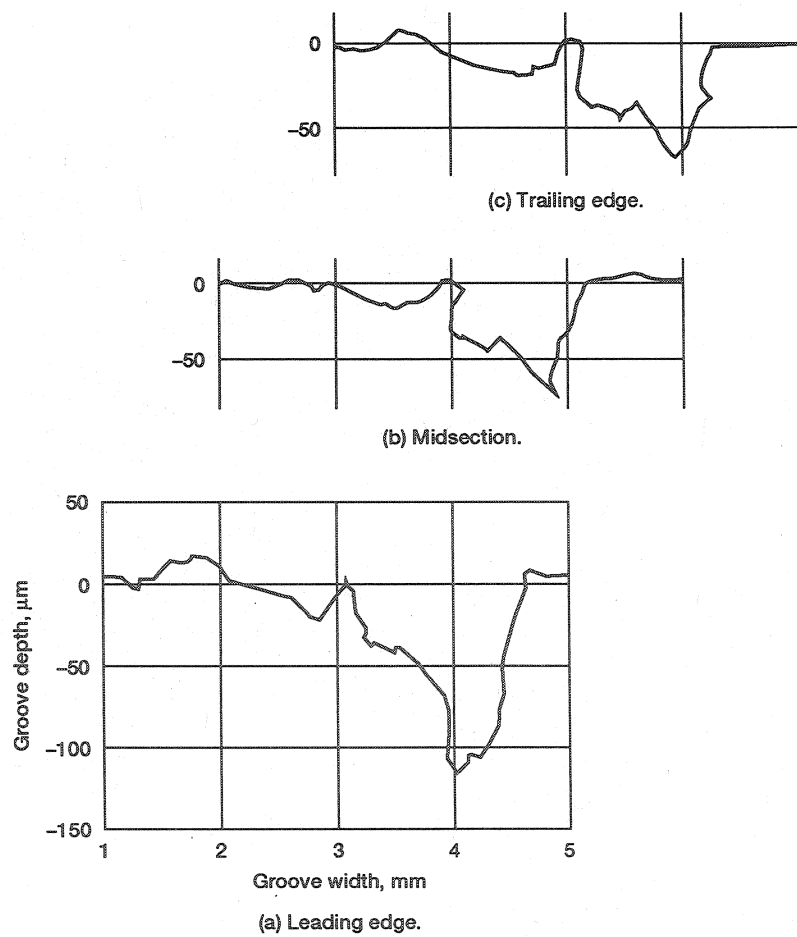 0
−50
(c) Trailing edge.
0
−50
(b) Midsection.
50
0
−50
−100
−150
Groove depth, μm
1 2 3 4 5
Groove width, mm
(a) Leading edge.